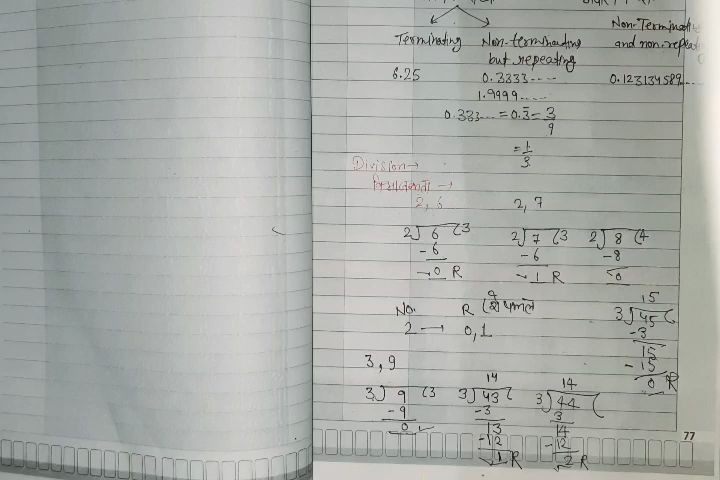 Terminating Non-terminating
but repeating
Non-Terminati
and non-repeat
6.25 0.3333----
0.123134589...
1.9999.....
0.333... = 0.3̄ = 3/9
= 1/3
Division→
विभाजकता →
2, 6 2, 7
2) 6 (3 2) 7 (3 2) 8 (4
-6 -6 -8
→0 R →1 R 0
No. R
2 → 0, 1
15
3) 45 (
-3
15
-15
0 R
3, 9
14 14
3) 9 (3 3) 43 ( 3) 44 (
-9 -3 3
0 13 14
-12 -12
1 R 2 R
77